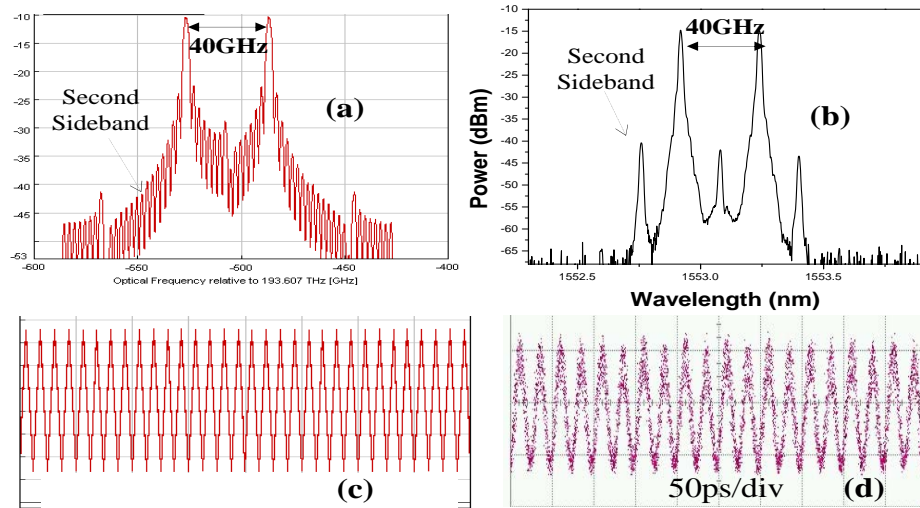 -10
-15
-20
-25
-30
-35
-40
-45
-53
40GHz
Second
Sideband
(a)
-600
-550
-500
-450
-400
Optical Frequency relative to 193.607 THz [GHz]
-10
-15
-20
-25
-30
-35
-40
-45
-50
-55
-60
-65
Power (dBm)
40GHz
Second
Sideband
(b)
1552.5
1553.0
1553.5
Wavelength (nm)
(c)
50ps/div
(d)